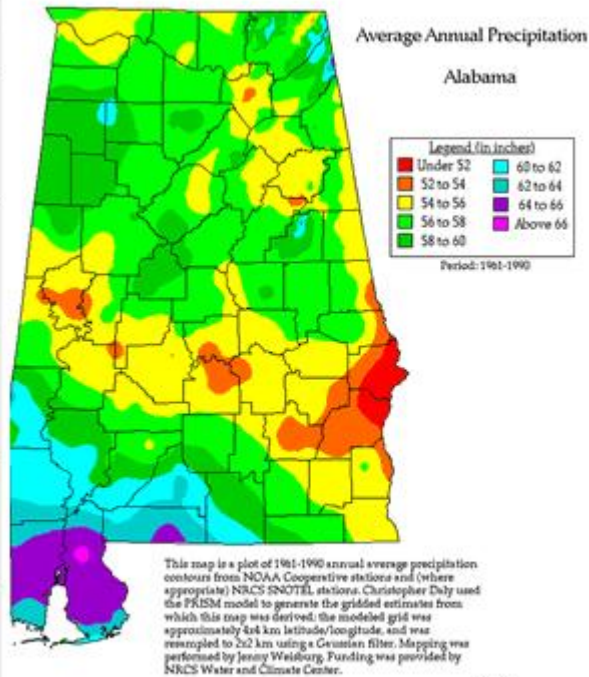 Average Annual Precipitation
Alabama
Legend (in inches)
Under 52
52 to 54
54 to 56
56 to 58
58 to 60
60 to 62
62 to 64
64 to 66
Above 66
Period: 1961-1990
This map is a plot of 1961-1990 annual average precipitation
contours from NOAA Cooperative stations and (where
appropriate) NRCS SNOTEL stations. Christopher Daly used
the PRISM model to generate the gridded estimates from
which this map was derived; the modeled grid was
approximately 4x4 km latitude/longitude, and was
resampled to 2x2 km using a Gaussian filter. Mapping was
performed by Jenny Weisburg. Funding was provided by
NRCS Water and Climate Center.